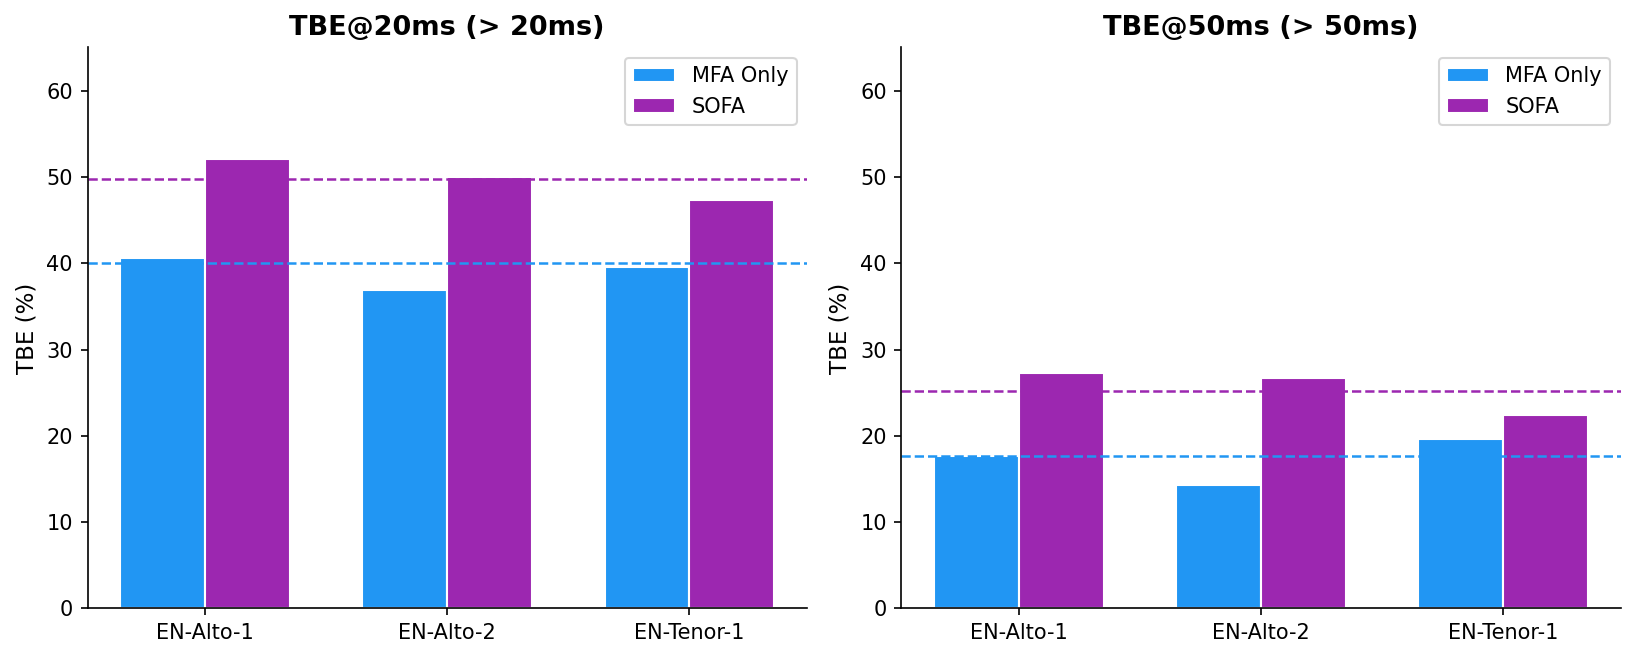 TBE@20ms (> 20ms)
MFA Only
SOFA
TBE (%)
60
50
40
30
20
10
0
EN-Alto-1
EN-Alto-2
EN-Tenor-1
TBE@50ms (> 50ms)
MFA Only
SOFA
TBE (%)
60
50
40
30
20
10
0
EN-Alto-1
EN-Alto-2
EN-Tenor-1